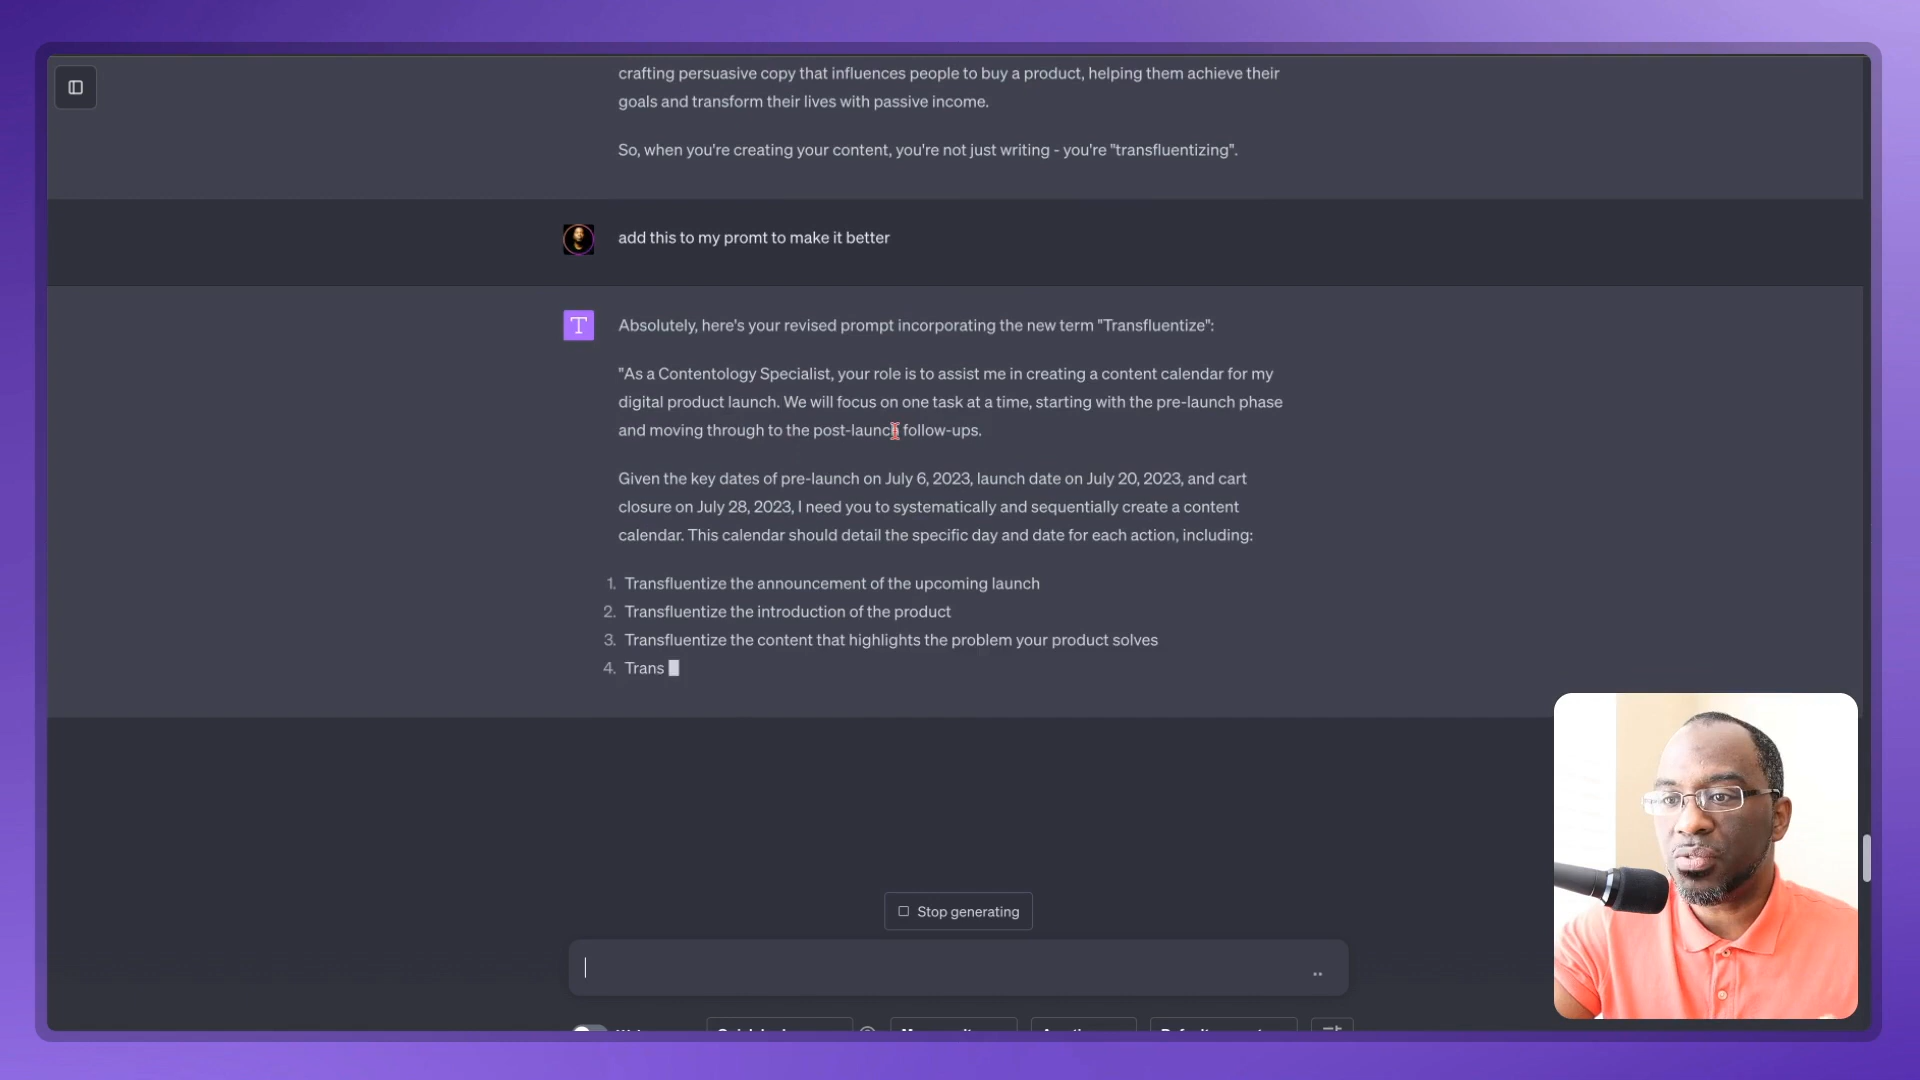 crafting persuasive copy that influences people to buy a product, helping them achieve their
goals and transform their lives with passive income.
So, when you're creating your content, you're not just writing - you're "transfluentizing".
add this to my promt to make it better
T
Absolutely, here's your revised prompt incorporating the new term "Transfluentize":
"As a Contentology Specialist, your role is to assist me in creating a content calendar for my
digital product launch. We will focus on one task at a time, starting with the pre-launch phase
and moving through to the post-launch follow-ups.
Given the key dates of pre-launch on July 6, 2023, launch date on July 20, 2023, and cart
closure on July 28, 2023, I need you to systematically and sequentially create a content
calendar. This calendar should detail the specific day and date for each action, including:
1. Transfluentize the announcement of the upcoming launch
2. Transfluentize the introduction of the product
3. Transfluentize the content that highlights the problem your product solves
4. Trans
Stop generating